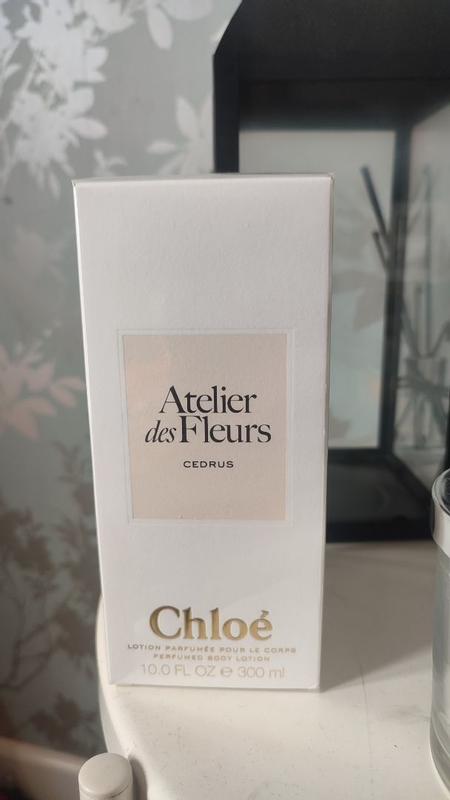 Atelier
des Fleurs
CEDRUS
Chloé
LOTION PARFUMÉE POUR LE CORPS
PERFUMED BODY LOTION
10.0 FL OZ ℮ 300 ml